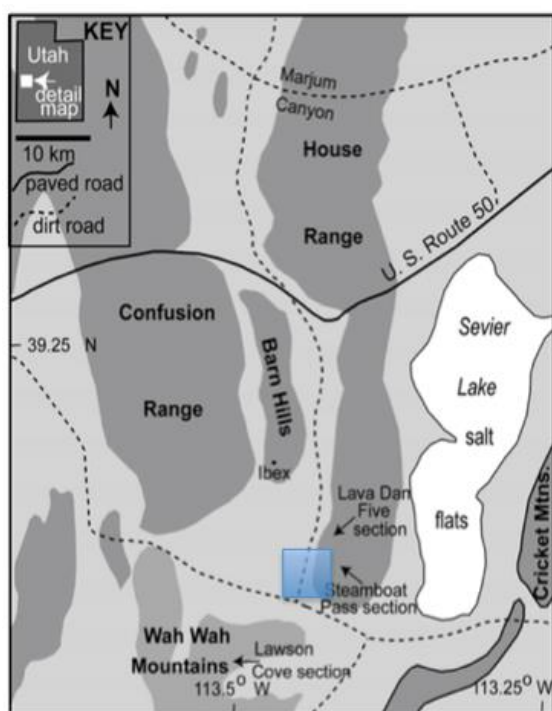 KEY
Utah
detail
map
N
10 km
paved road
dirt road
Marjum
Canyon
House
Range
U. S. Route 50
Confusion
Range
39.25 N
Barn Hills
Ibex
Sevier
Lake
salt
flats
Cricket Mtns.
Lava Dam
Five
section
Steamboat
Pass section
Wah Wah
Mountains
Lawson
Cove section
113.5° W
113.25° W